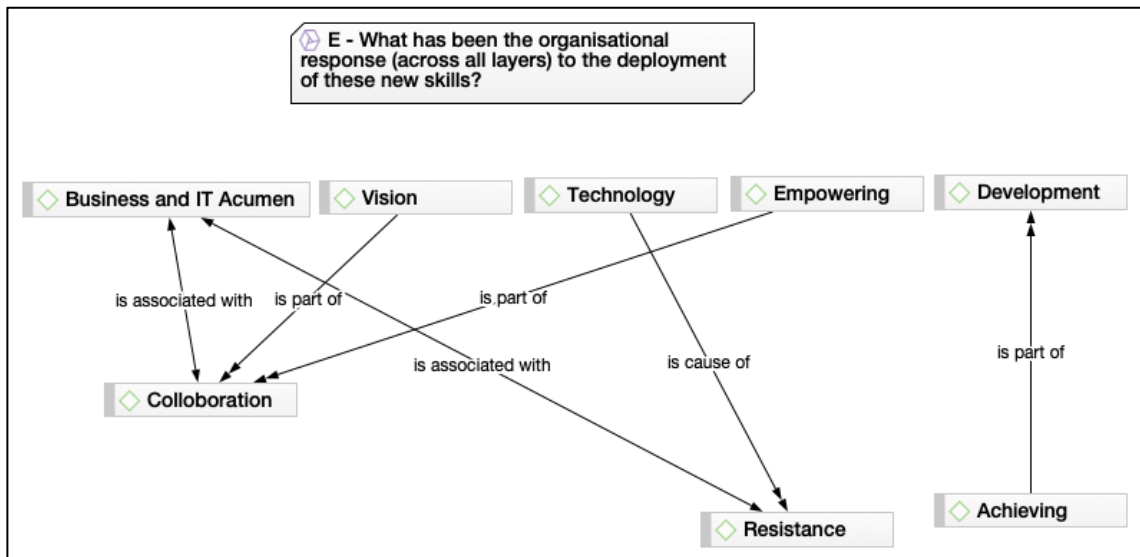 E - What has been the organisational
response (across all layers) to the deployment
of these new skills?
Business and IT Acumen
Vision
Technology
Empowering
Development
is associated with
is part of
is part of
is associated with
is cause of
is part of
Colloboration
Resistance
Achieving